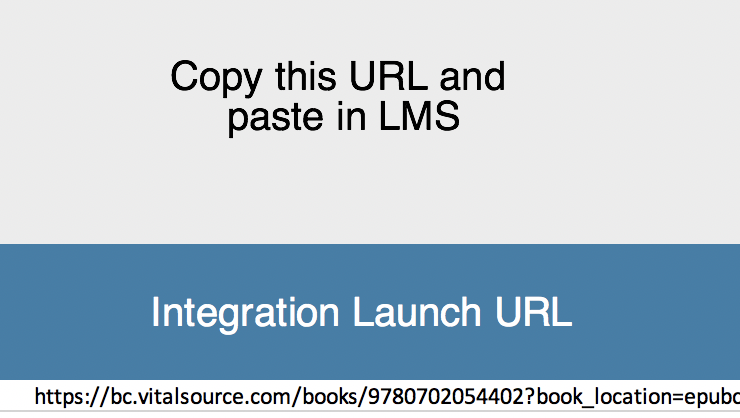 Copy this URL and
paste in LMS
Integration Launch URL
https://bc.vitalsource.com/books/9780702054402?book_location=epubc